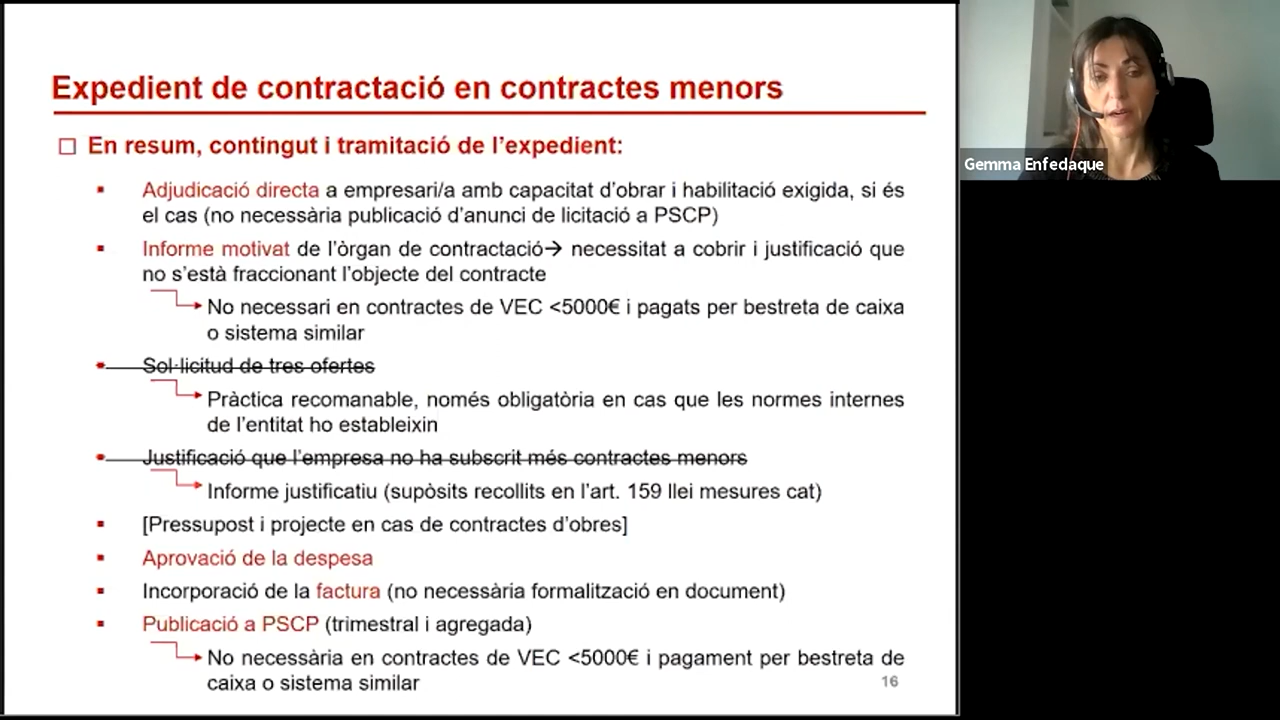 Expedient de contractació en contractes menors
En resum, contingut i tramitació de l'expedient:
Adjudicació directa a empresari/a amb capacitat d'obrar i habilitació exigida, si és
el cas (no necessària publicació d'anunci de licitació a PSCP)
Informe motivat de l'òrgan de contractació→ necessitat a cobrir i justificació que
no s'està fraccionant l'objecte del contracte
No necessari en contractes de VEC <5000€ i pagats per bestreta de caixa
o sistema similar
Sol·licitud de tres ofertes
Pràctica recomanable, només obligatòria en cas que les normes internes
de l'entitat ho estableixin
Justificació que l'empresa no ha subscrit més contractes menors
Informe justificatiu (supòsits recollits en l'art. 159 llei mesures cat)
[Pressupost i projecte en cas de contractes d'obres]
Aprovació de la despesa
Incorporació de la factura (no necessària formalització en document)
Publicació a PSCP (trimestral i agregada)
No necessària en contractes de VEC <5000€ i pagament per bestreta de
caixa o sistema similar
16
Gemma Enfedaque